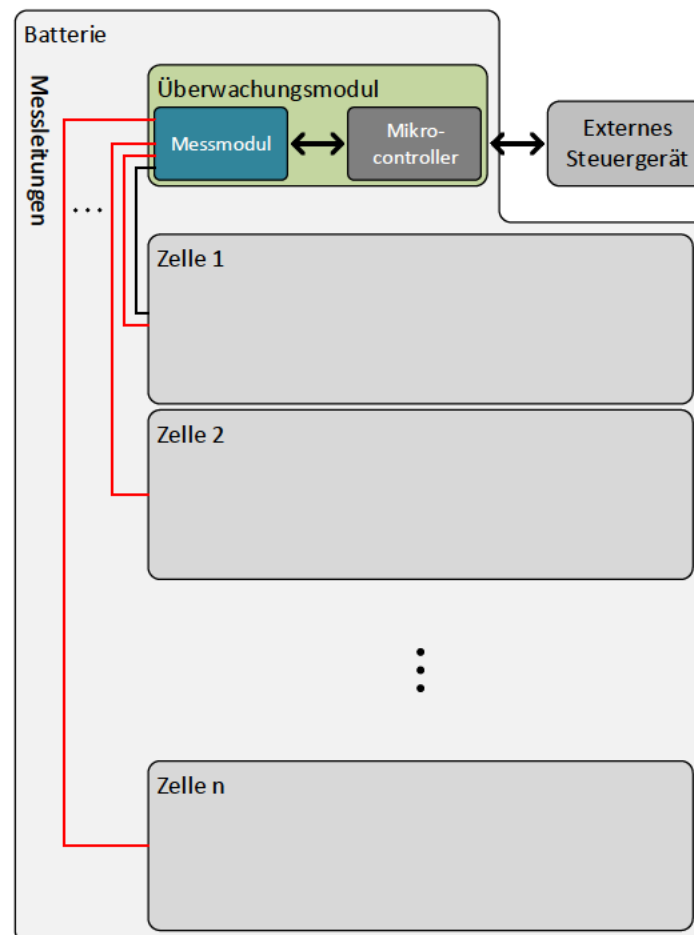 Batterie
Messleitungen
Überwachungsmodul
Messmodul
Mikro-
controller
Externes
Steuergerät
...
Zelle 1
Zelle 2
Zelle n